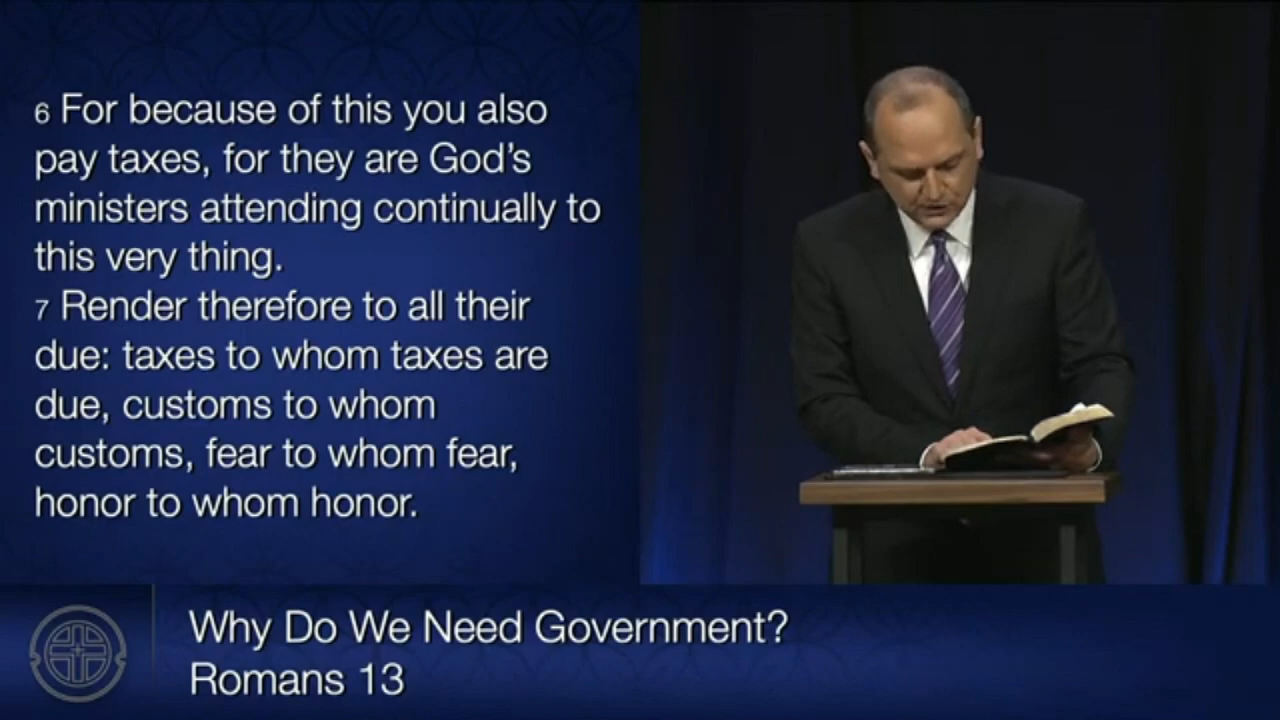 6 For because of this you also
pay taxes, for they are God's
ministers attending continually to
this very thing.
7 Render therefore to all their
due: taxes to whom taxes are
due, customs to whom
customs, fear to whom fear,
honor to whom honor.
Why Do We Need Government?
Romans 13